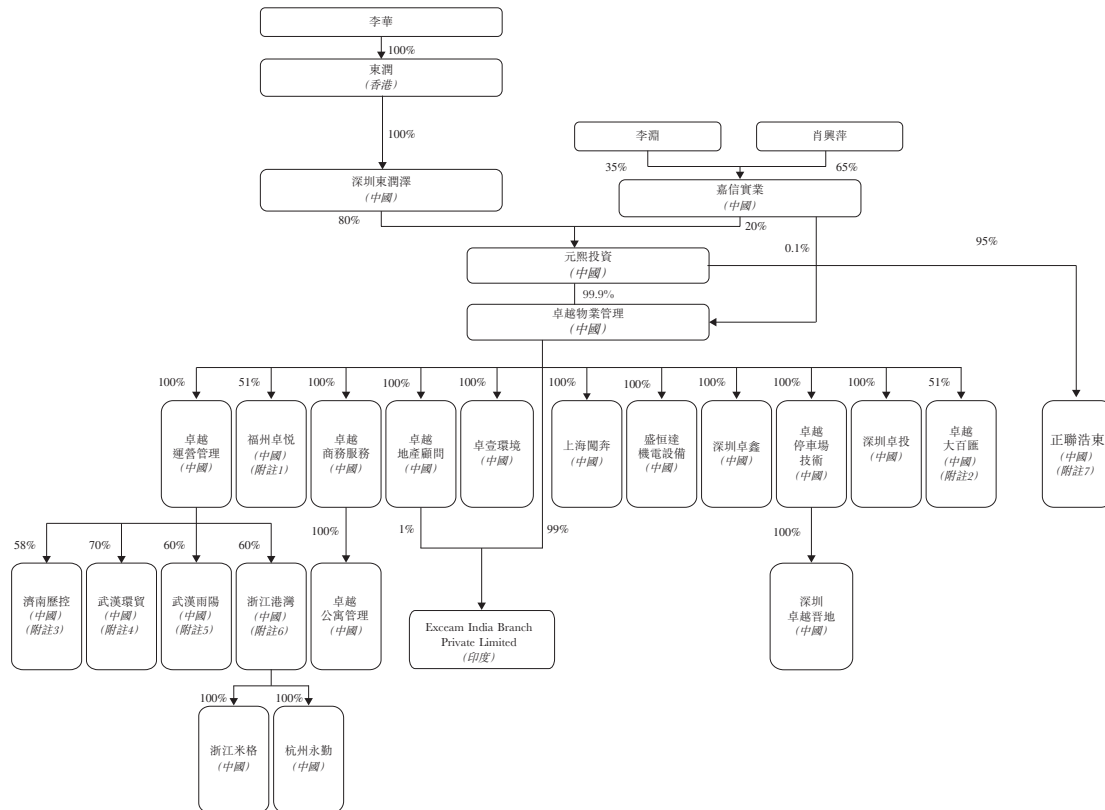 李華
100%
東潤
(香港)
100%
李淵
肖興萍
35%
65%
深圳東潤澤
(中國)
嘉信實業
(中國)
80%
20%
0.1%
95%
元熙投資
(中國)
99.9%
卓越物業管理
(中國)
100%
51%
100%
100%
100%
100%
100%
100%
100%
100%
51%
卓越
運營管理
(中國)
福州卓悦
(中國)
(附註1)
卓越
商務服務
(中國)
卓越
地產顧問
(中國)
卓壹環境
(中國)
上海闖奔
(中國)
盛恒達
機電設備
(中國)
深圳卓鑫
(中國)
卓越
停車場
技術
(中國)
深圳卓投
(中國)
卓越
大百匯
(中國)
(附註2)
正聯浩東
(中國)
(附註7)
58%
70%
60%
60%
100%
1%
99%
100%
濟南歷控
(中國)
(附註3)
武漢環貿
(中國)
(附註4)
武漢雨陽
(中國)
(附註5)
浙江港灣
(中國)
(附註6)
卓越
公寓管理
(中國)
Exceam India Branch
Private Limited
(印度)
深圳
卓越晉地
(中國)
100%
100%
浙江米格
(中國)
杭州永勤
(中國)